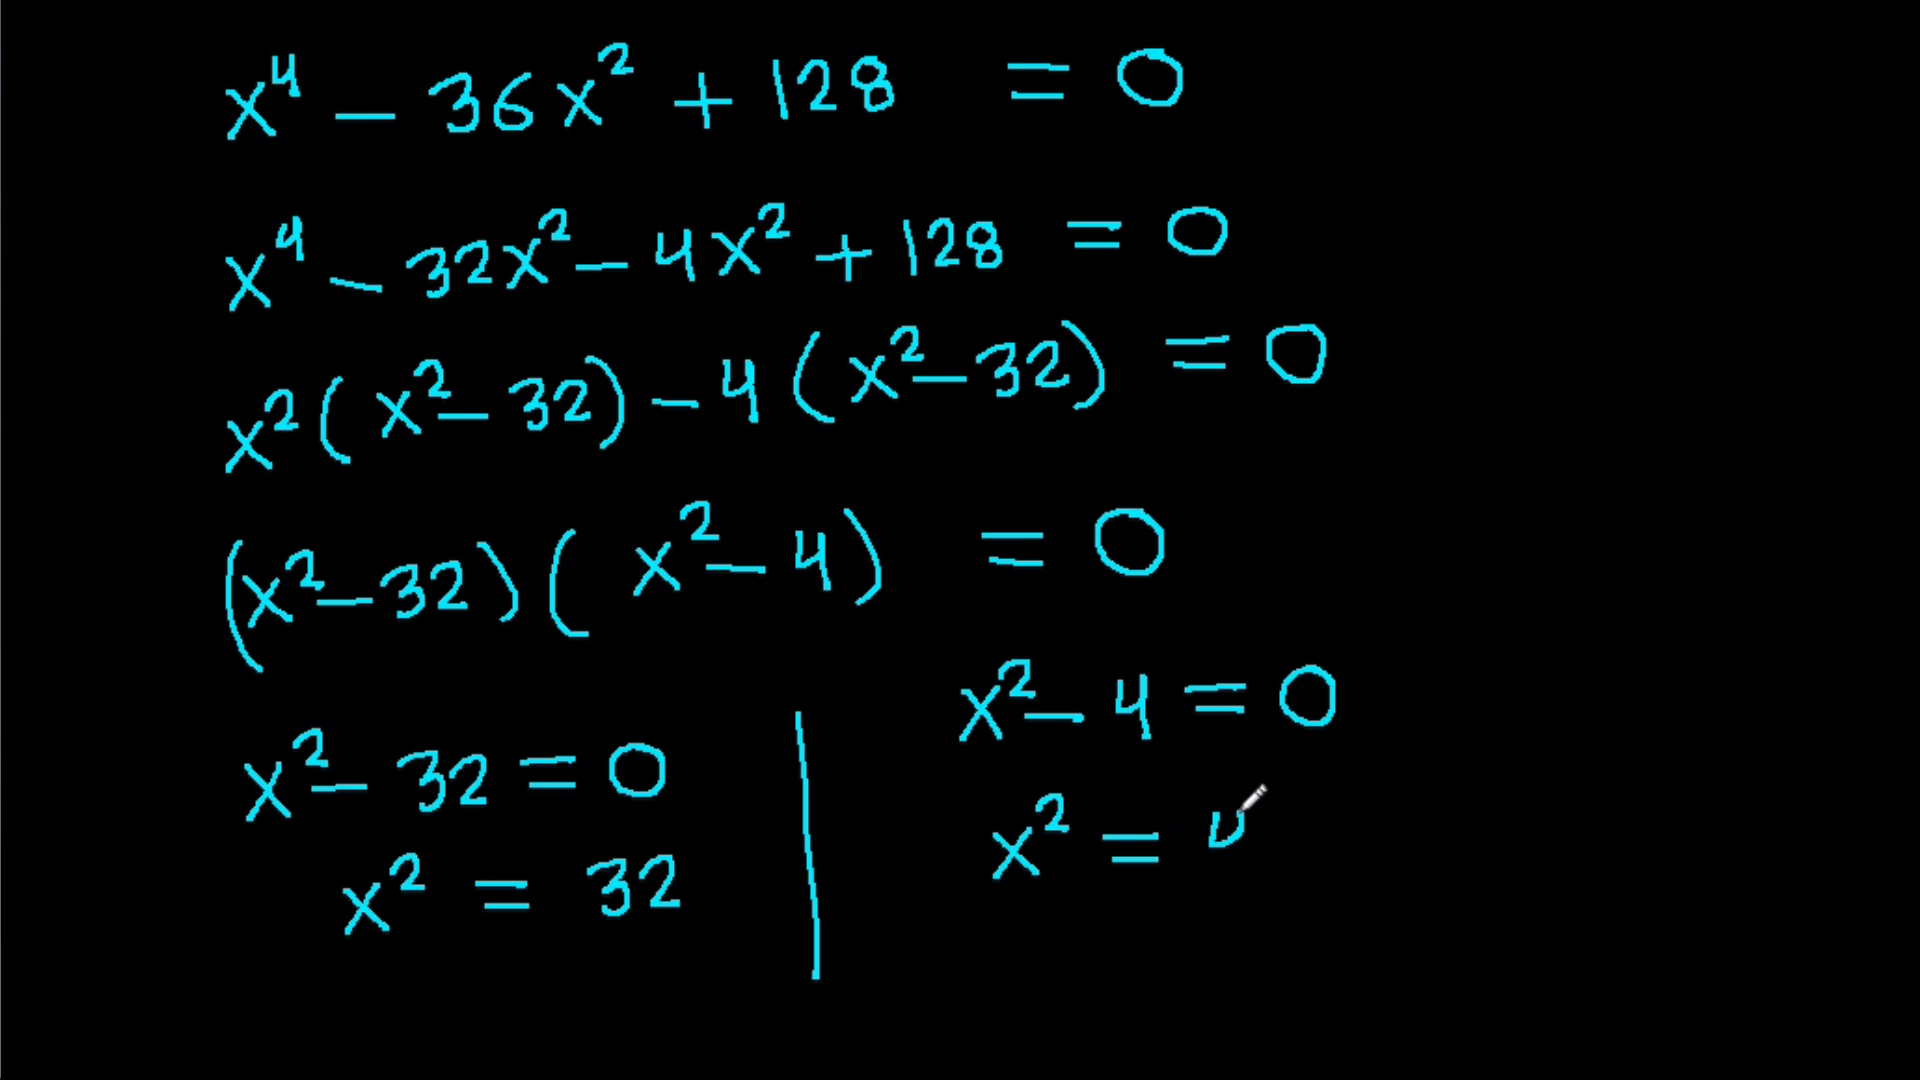 x⁴ − 36x² + 128 = 0
x⁴ − 32x² − 4x² + 128 = 0
x²(x² − 32) − 4(x² − 32) = 0
(x² − 32)(x² − 4) = 0
x² − 32 = 0
x² = 32
x² − 4 = 0
x² =